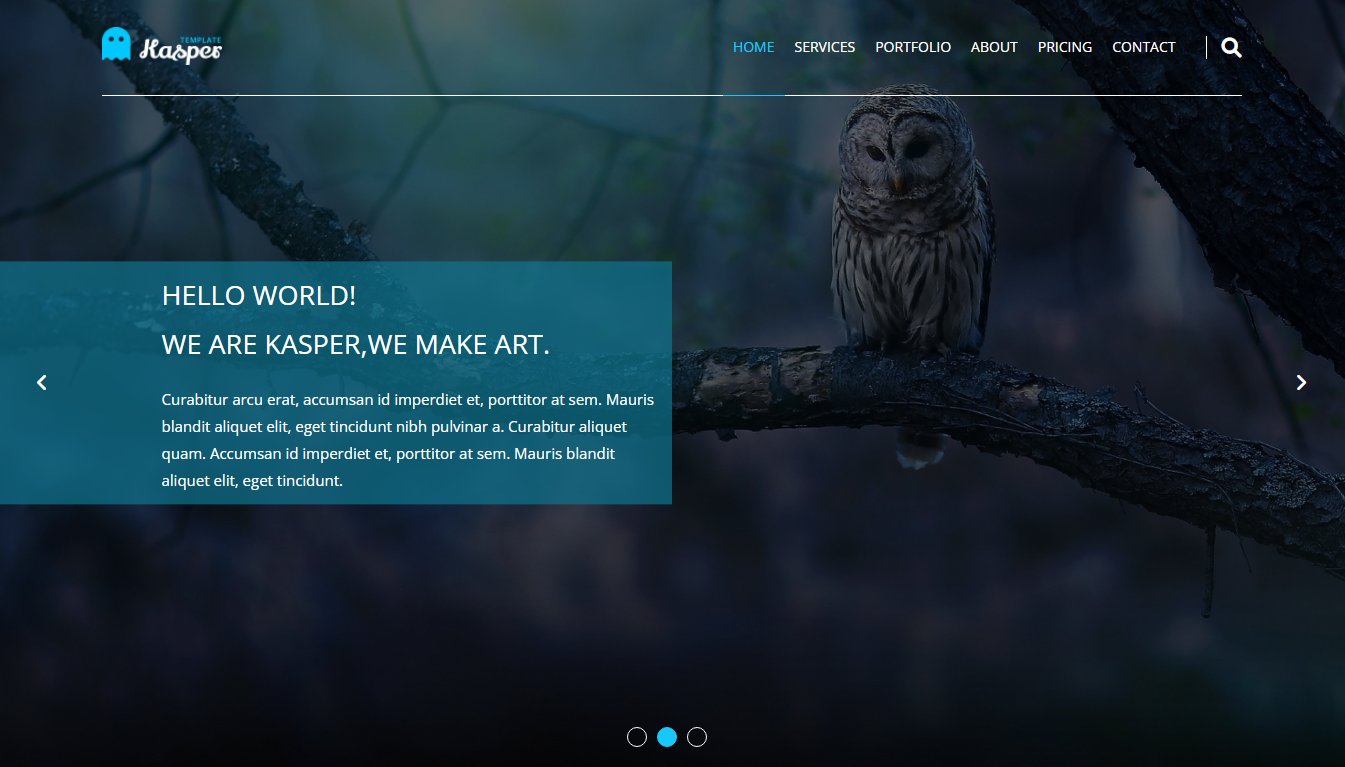 TEMPLATE
Kasper
HOME SERVICES PORTFOLIO ABOUT PRICING CONTACT
HELLO WORLD!
WE ARE KASPER,WE MAKE ART.
Curabitur arcu erat, accumsan id imperdiet et, porttitor at sem. Mauris
blandit aliquet elit, eget tincidunt nibh pulvinar a. Curabitur aliquet
quam. Accumsan id imperdiet et, porttitor at sem. Mauris blandit
aliquet elit, eget tincidunt.